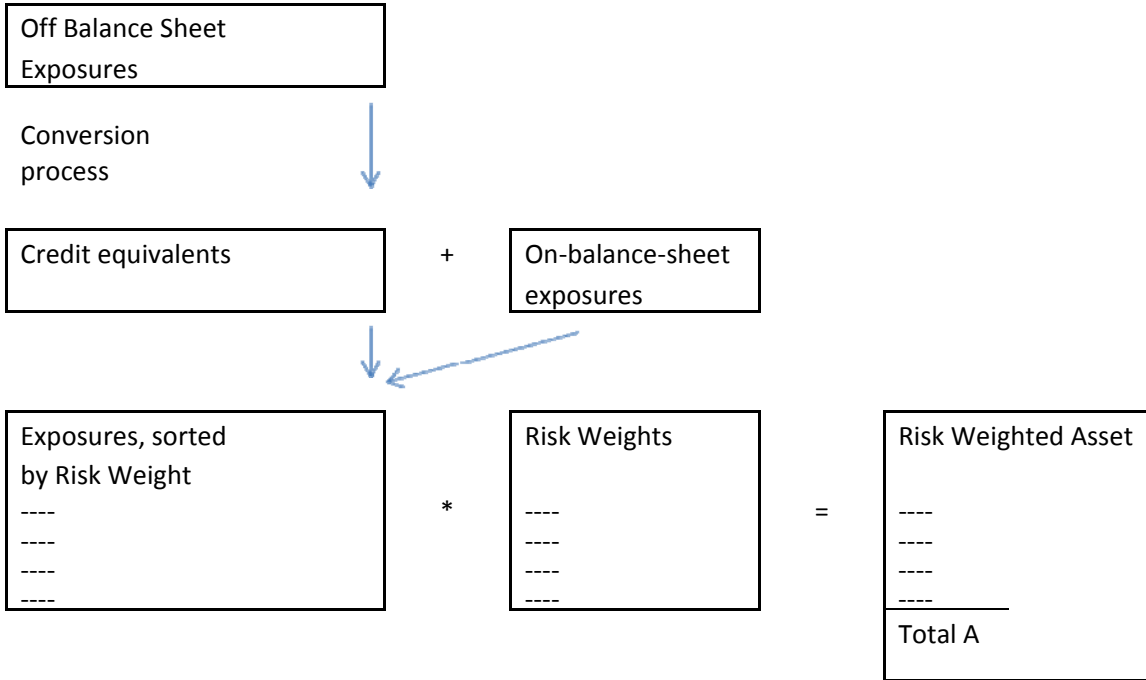 Off Balance Sheet
Exposures
Conversion
process
Credit equivalents
+
On-balance-sheet
exposures
Exposures, sorted
by Risk Weight
----
----
----
----
*
Risk Weights
----
----
----
----
=
Risk Weighted Asset
----
----
----
----
Total A